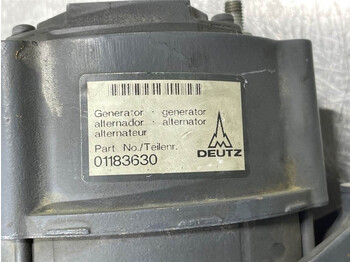 Generator - generator
alternador - alternator
alternateur
Part No./Teilenr.
01183630
DEUTZ